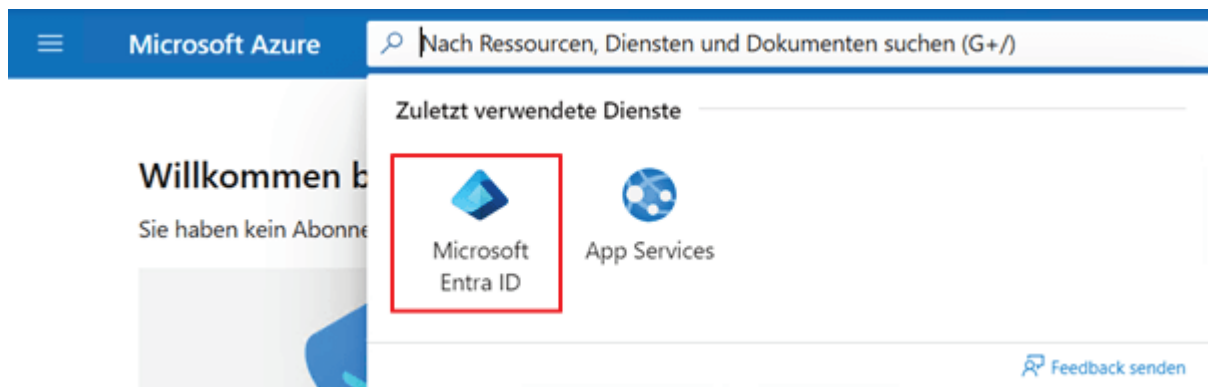 Microsoft Azure
Nach Ressourcen, Diensten und Dokumenten suchen (G+/)
Zuletzt verwendete Dienste
Willkommen b
Sie haben kein Abonne
Microsoft
Entra ID
App Services
Feedback senden